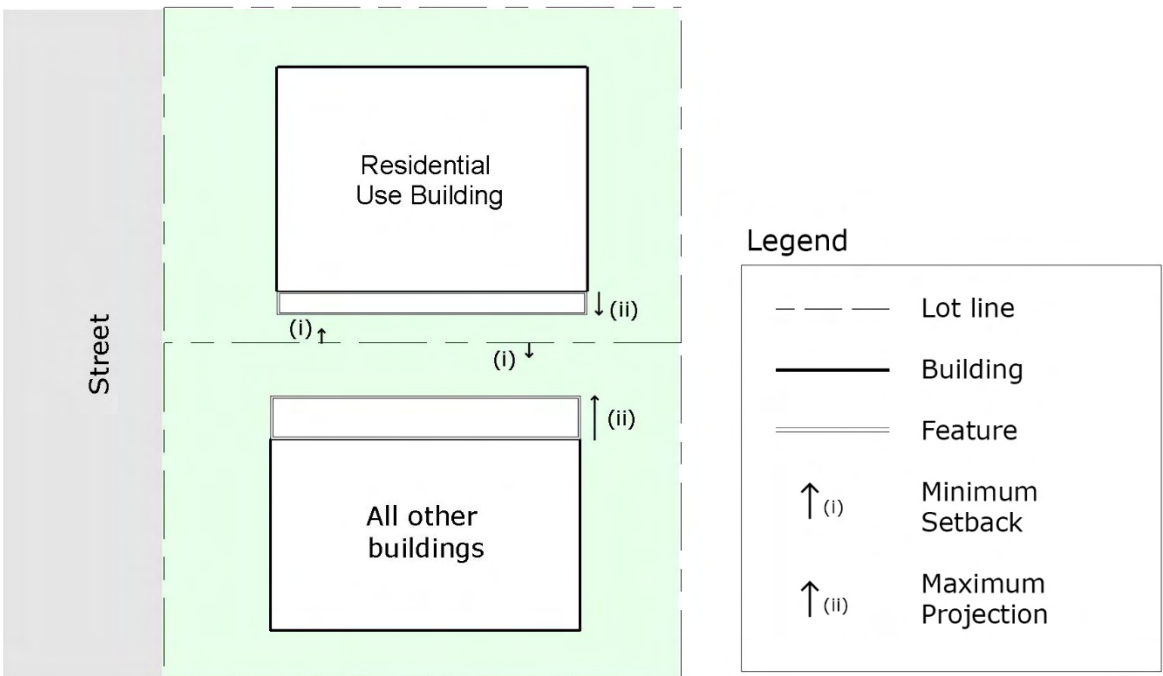 Street
Residential
Use Building
(ii)
(i)
(i)
(ii)
All other
buildings
Legend
Lot line
Building
Feature
(i)
Minimum
Setback
(ii)
Maximum
Projection